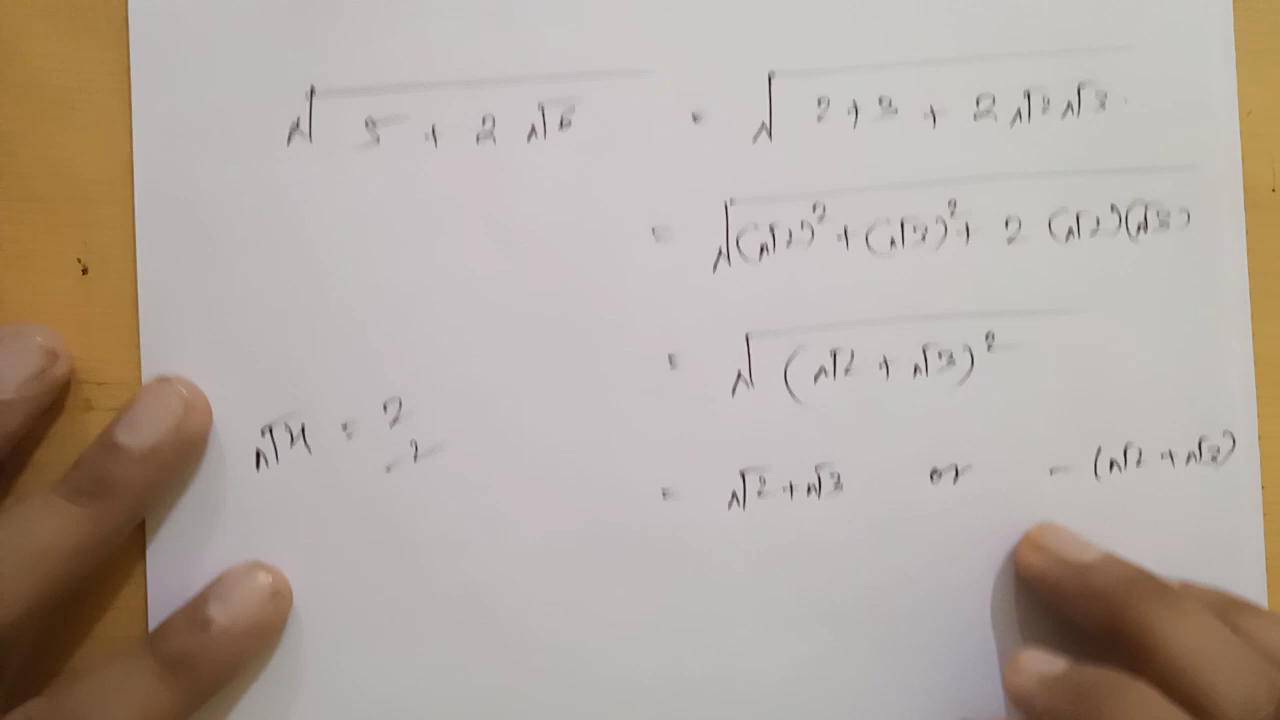 √(5 + 2√6) = √(2+3 + 2√2√3)
= √((√2)² + (√3)² + 2 (√2)(√3))
= √((√2 + √3)²)
√4 = 2
-2
= √2 + √3 or - (√2 + √3)